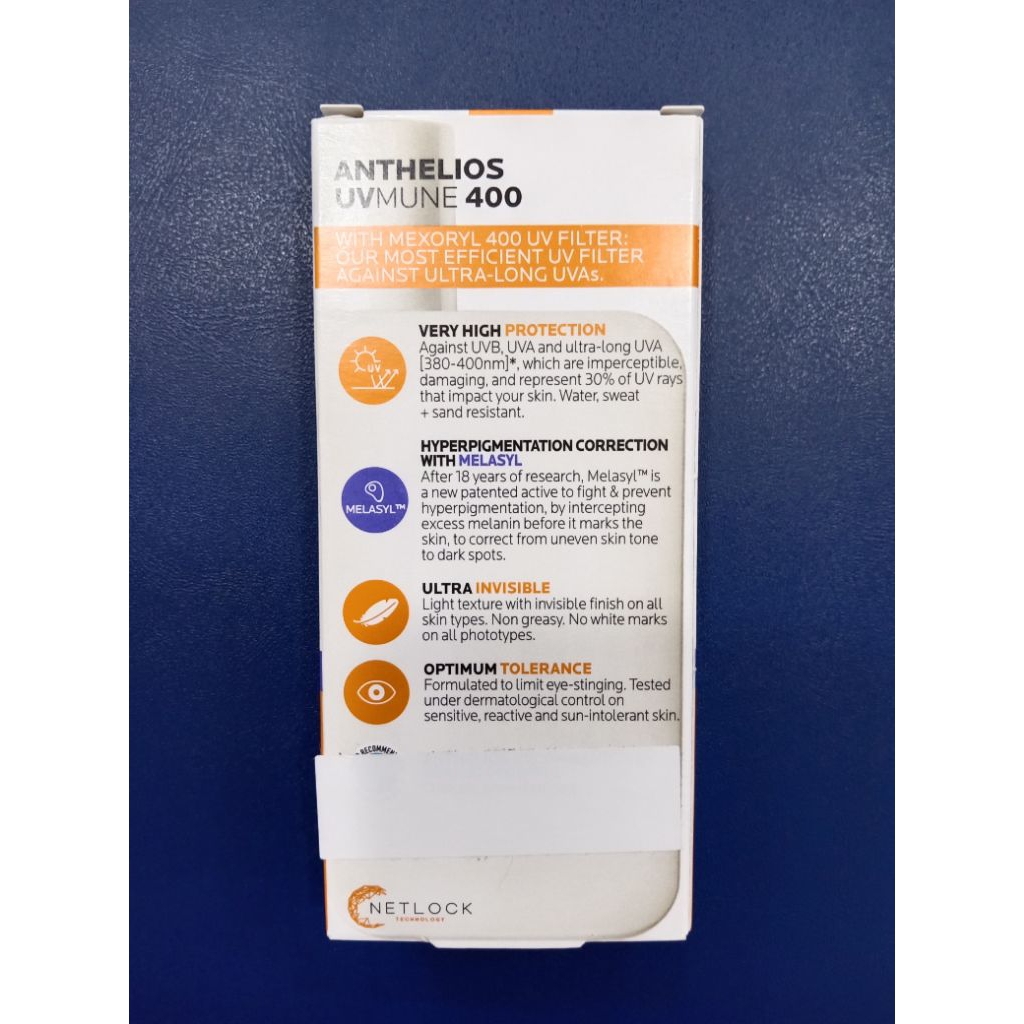 ANTHELIOS
UVMUNE 400
WITH MEXORYL 400 UV FILTER:
OUR MOST EFFICIENT UV FILTER
AGAINST ULTRA-LONG UVAs.
UV
VERY HIGH PROTECTION
Against UVB, UVA and ultra-long UVA
[380-400nm]*, which are imperceptible,
damaging, and represent 30% of UV rays
that impact your skin. Water, sweat
+ sand resistant.
MELASYL™
HYPERPIGMENTATION CORRECTION
WITH MELASYL
After 18 years of research, Melasyl™ is
a new patented active to fight & prevent
hyperpigmentation, by intercepting
excess melanin before it marks the
skin, to correct from uneven skin tone
to dark spots.
ULTRA INVISIBLE
Light texture with invisible finish on all
skin types. Non greasy. No white marks
on all phototypes.
OPTIMUM TOLERANCE
Formulated to limit eye-stinging. Tested
under dermatological control on
sensitive, reactive and sun-intolerant skin.
NETLOCK
TECHNOLOGY